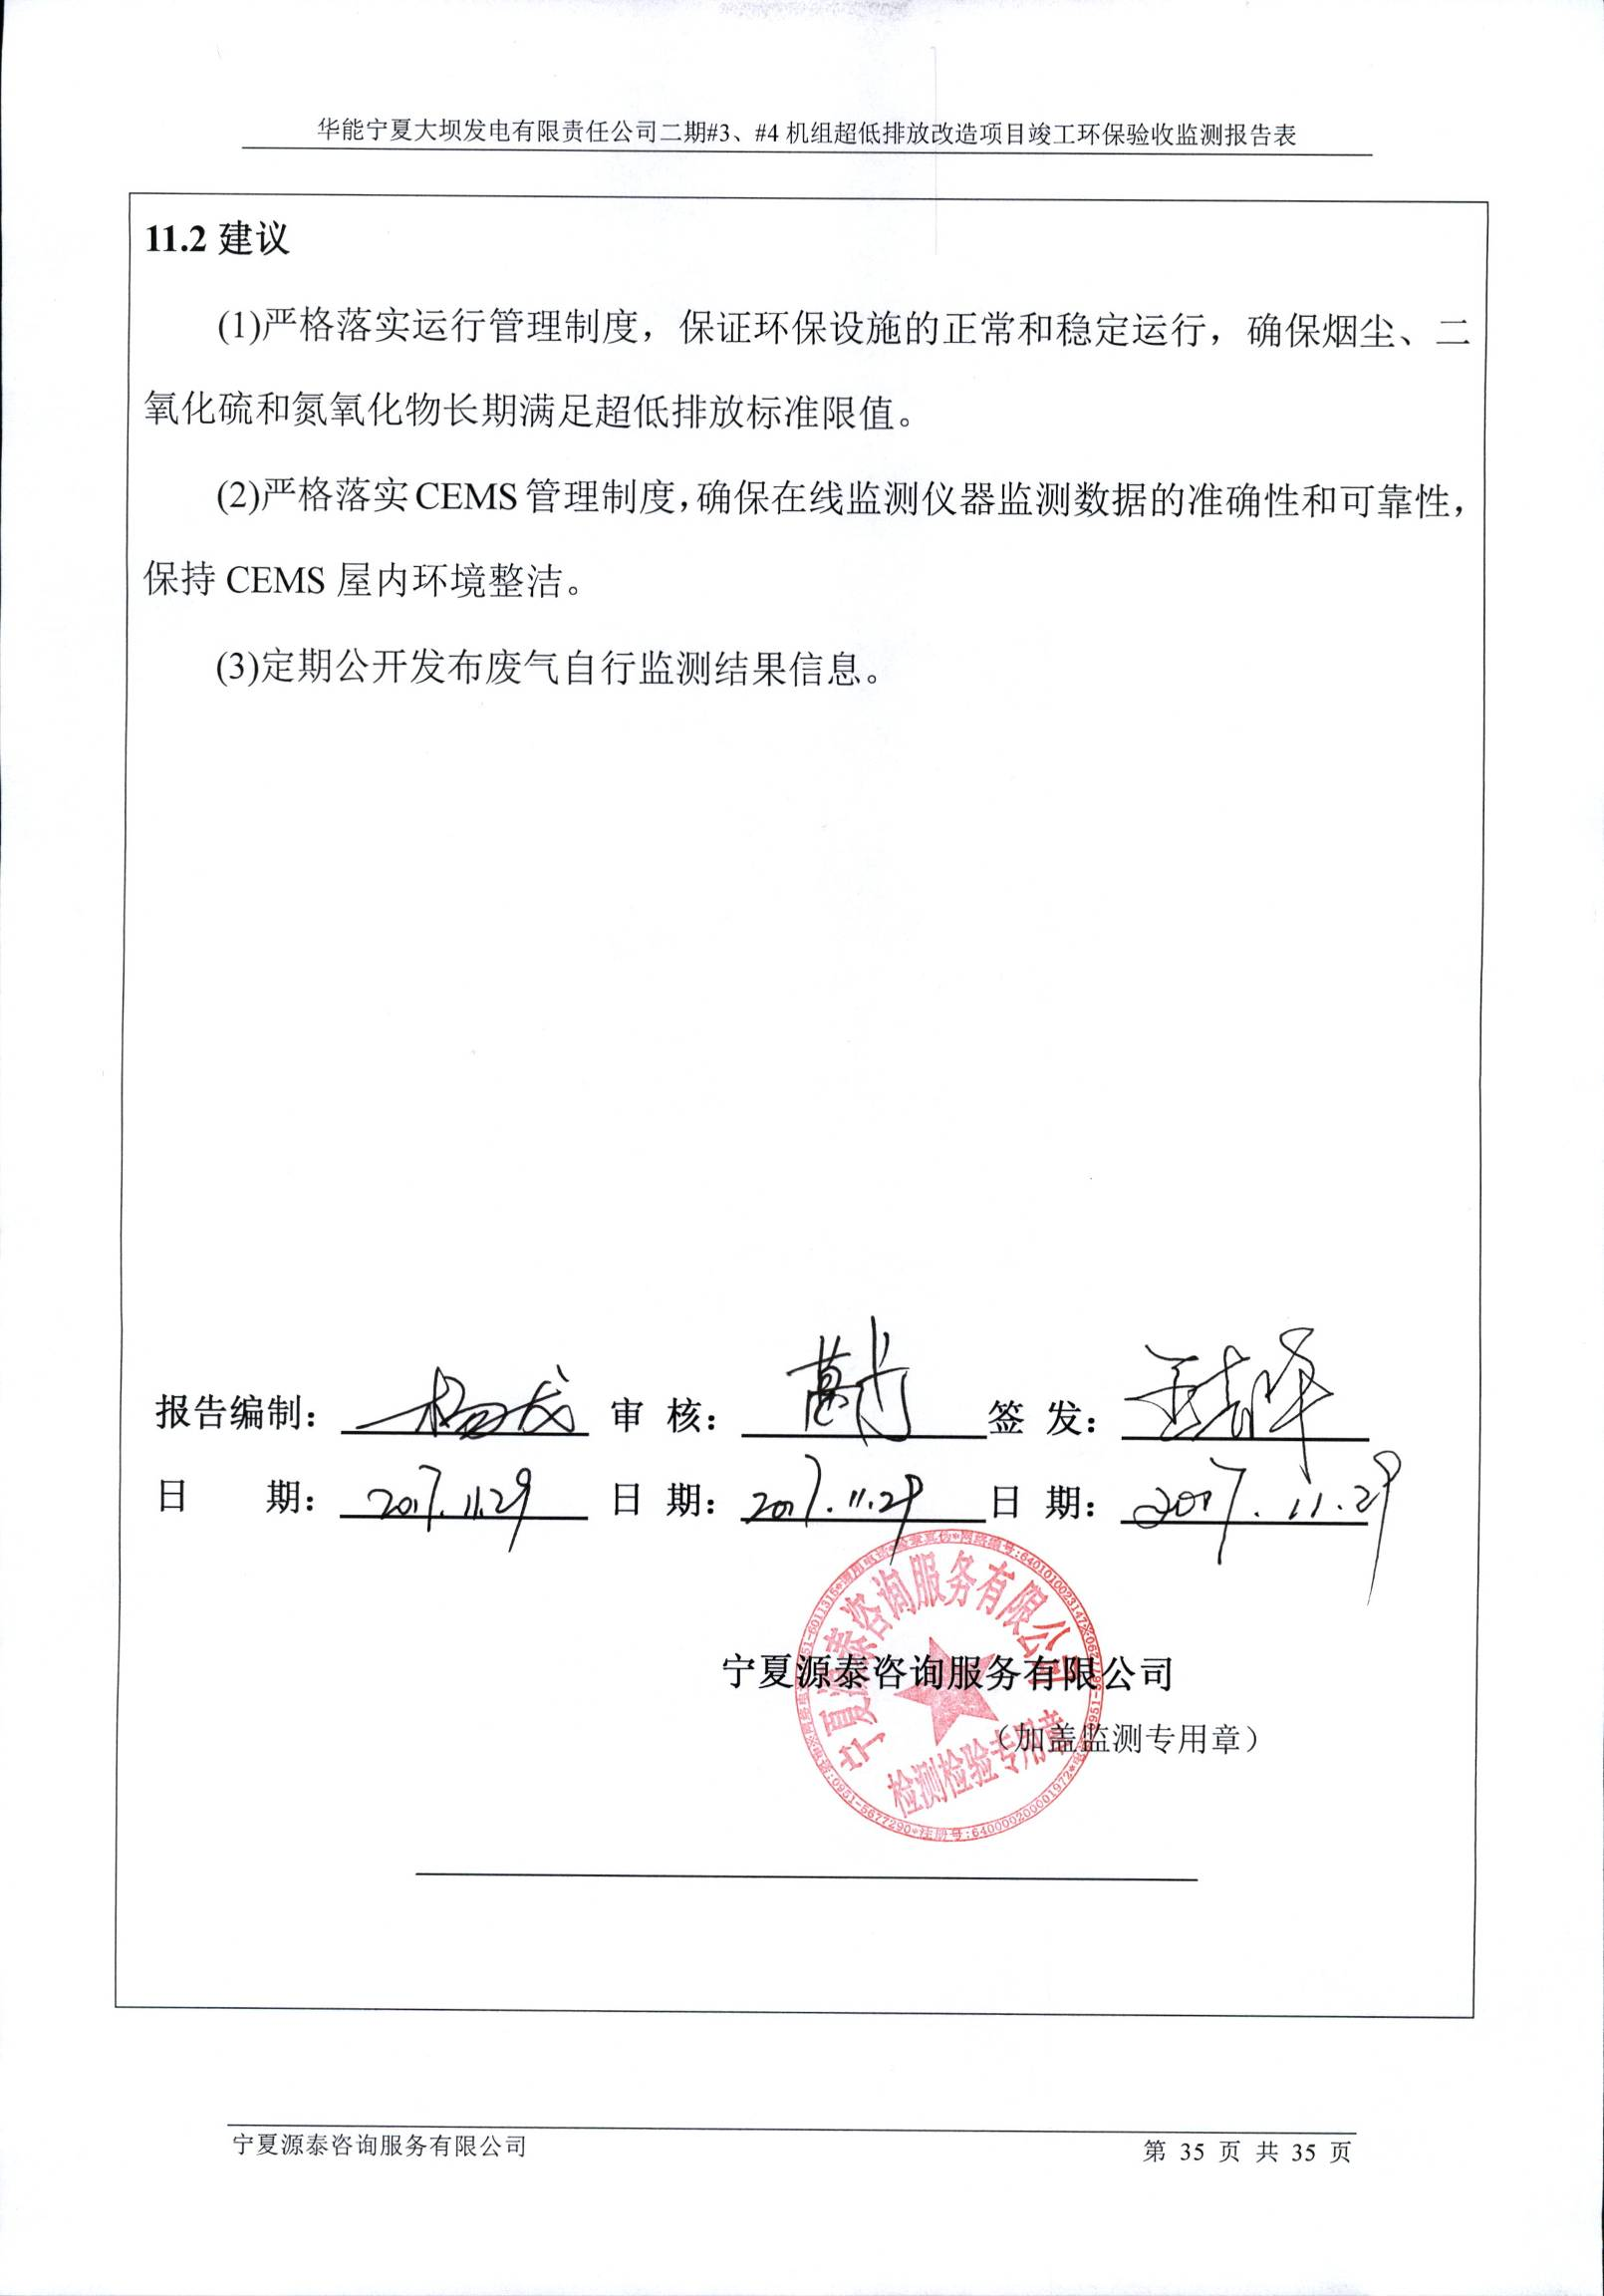 华能宁夏大坝发电有限责任公司二期#3、#4机组超低排放改造项目竣工环保验收监测报告表
11.2 建议
(1)严格落实运行管理制度，保证环保设施的正常和稳定运行，确保烟尘、二
氧化硫和氮氧化物长期满足超低排放标准限值。
(2)严格落实CEMS管理制度,确保在线监测仪器监测数据的准确性和可靠性，
保持 CEMS 屋内环境整洁。
(3)定期公开发布废气自行监测结果信息。
报告编制： 审 核： 签 发：
日 期： 2017.11.29 日 期： 2017.11.29 日 期： 2017.11.29
宁夏源泰咨询服务有限公司
宁夏源泰咨询服务有限公司
（加盖监测专用章）
检测检验专用章
宁夏源泰咨询服务有限公司
第 35 页 共 35 页